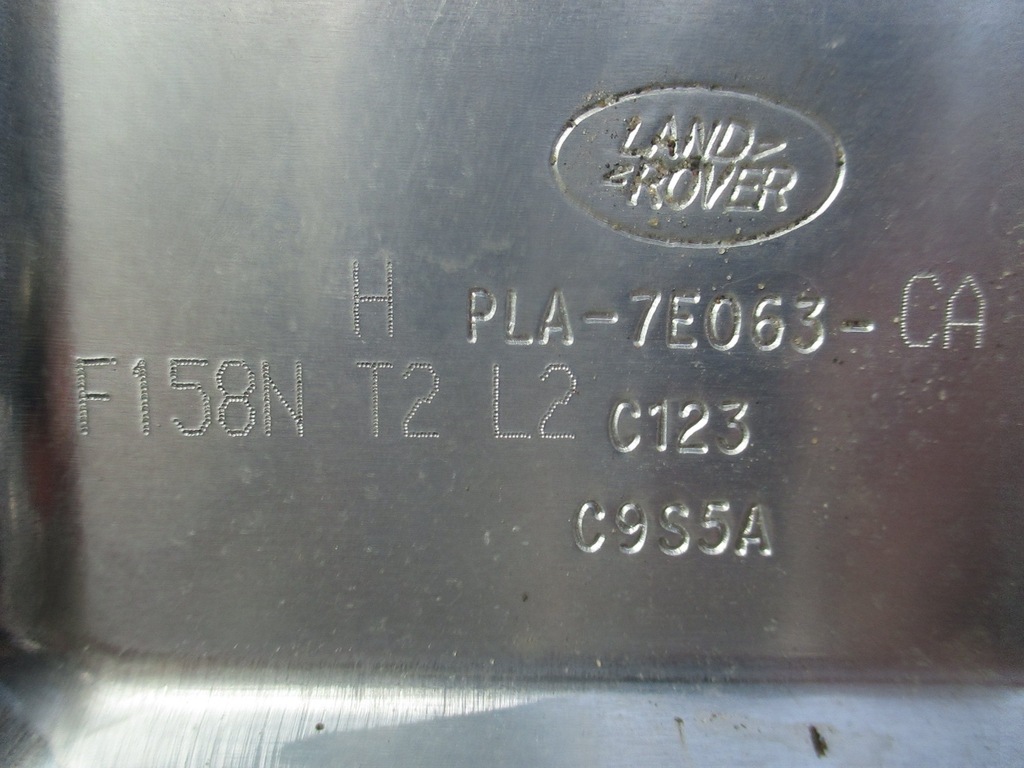 LAND
ROVER
H PLA-7E063-CA
F158N T2 L2 C123
C9S5A